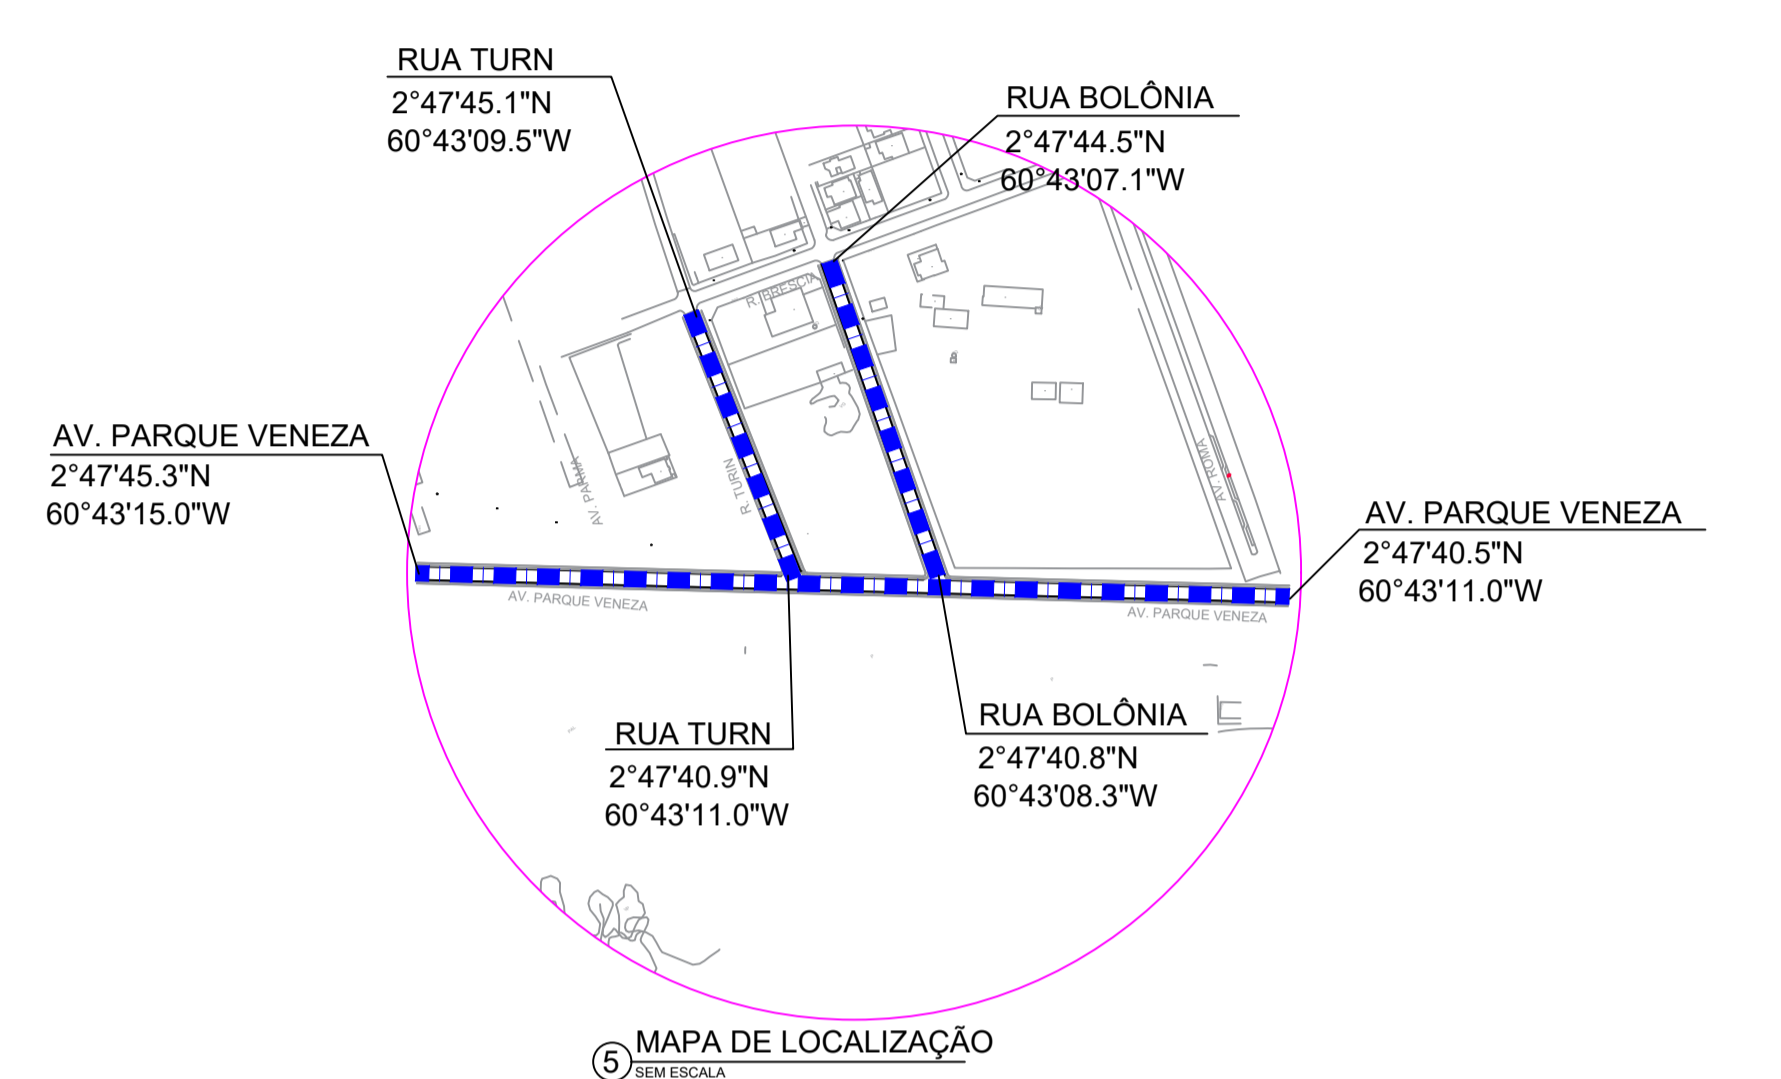 RUA TURN
2°47'45.1"N
60°43'09.5"W
RUA BOLÔNIA
2°47'44.5"N
60°43'07.1"W
R. BRESCIA
AV. PARQUE VENEZA
2°47'45.3"N
60°43'15.0"W
AV. PARMA
R. TURIN
AV. ROMA
AV. PARQUE VENEZA
2°47'40.5"N
60°43'11.0"W
AV. PARQUE VENEZA
AV. PARQUE VENEZA
RUA TURN
2°47'40.9"N
60°43'11.0"W
RUA BOLÔNIA
2°47'40.8"N
60°43'08.3"W
5 MAPA DE LOCALIZAÇÃO
SEM ESCALA